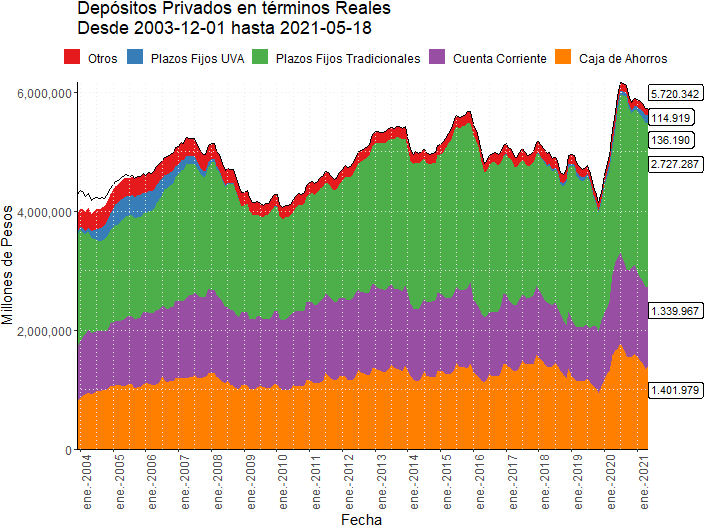 Depósitos Privados en términos Reales
Desde 2003-12-01 hasta 2021-05-18
Otros Plazos Fijos UVA Plazos Fijos Tradicionales Cuenta Corriente Caja de Ahorros
Millones de Pesos
6,000,000
4,000,000
2,000,000
0
5.720.342
114.919
136.190
2.727.287
1.339.967
1.401.979
ene.-2004
ene.-2005
ene.-2006
ene.-2007
ene.-2008
ene.-2009
ene.-2010
ene.-2011
ene.-2012
ene.-2013
ene.-2014
ene.-2015
ene.-2016
ene.-2017
ene.-2018
ene.-2019
ene.-2020
ene.-2021
Fecha